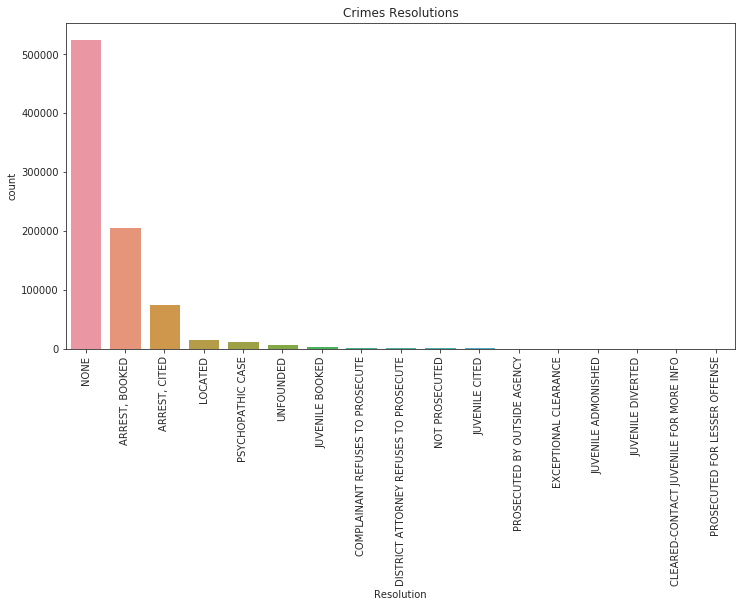 Crimes Resolutions
500000
400000
300000
200000
100000
0
count
NONE
ARREST, BOOKED
ARREST, CITED
LOCATED
PSYCHOPATHIC CASE
UNFOUNDED
JUVENILE BOOKED
COMPLAINANT REFUSES TO PROSECUTE
DISTRICT ATTORNEY REFUSES TO PROSECUTE
NOT PROSECUTED
JUVENILE CITED
PROSECUTED BY OUTSIDE AGENCY
EXCEPTIONAL CLEARANCE
JUVENILE ADMONISHED
JUVENILE DIVERTED
CLEARED-CONTACT JUVENILE FOR MORE INFO
PROSECUTED FOR LESSER OFFENSE
Resolution